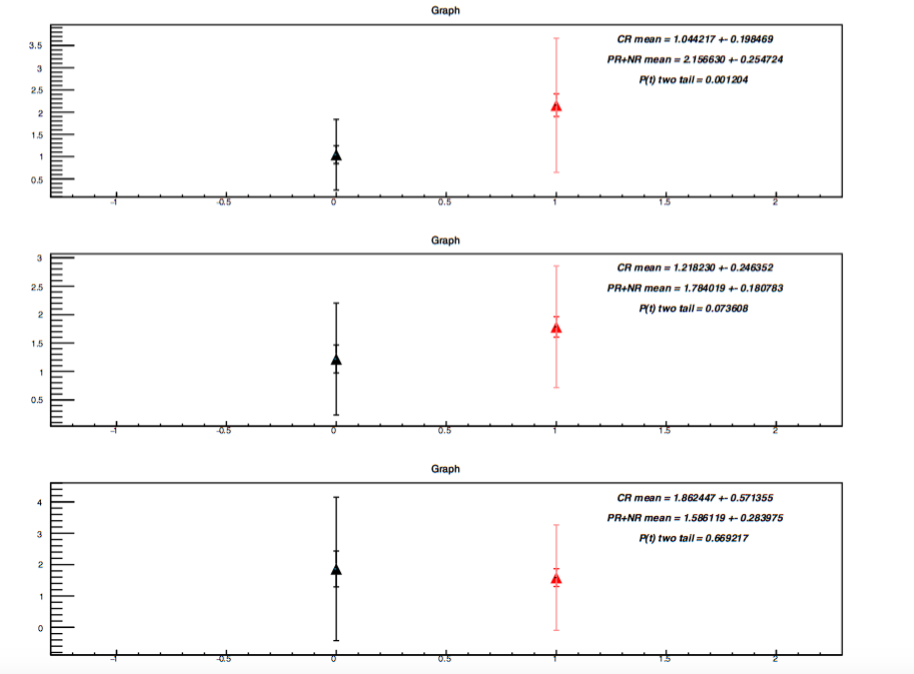 Graph
CR mean = 1.044217 +- 0.198469
PR+NR mean = 2.156630 +- 0.254724
P(t) two tail = 0.001204
3.5
3
2.5
2
1.5
1
0.5
-1 -0.5 0 0.5 1 1.5 2
Graph
CR mean = 1.218230 +- 0.246352
PR+NR mean = 1.784019 +- 0.180783
P(t) two tail = 0.073608
3
2.5
2
1.5
1
0.5
-1 -0.5 0 0.5 1 1.5 2
Graph
CR mean = 1.862447 +- 0.571355
PR+NR mean = 1.586119 +- 0.283975
P(t) two tail = 0.669217
4
3
2
1
0
-1 -0.5 0 0.5 1 1.5 2